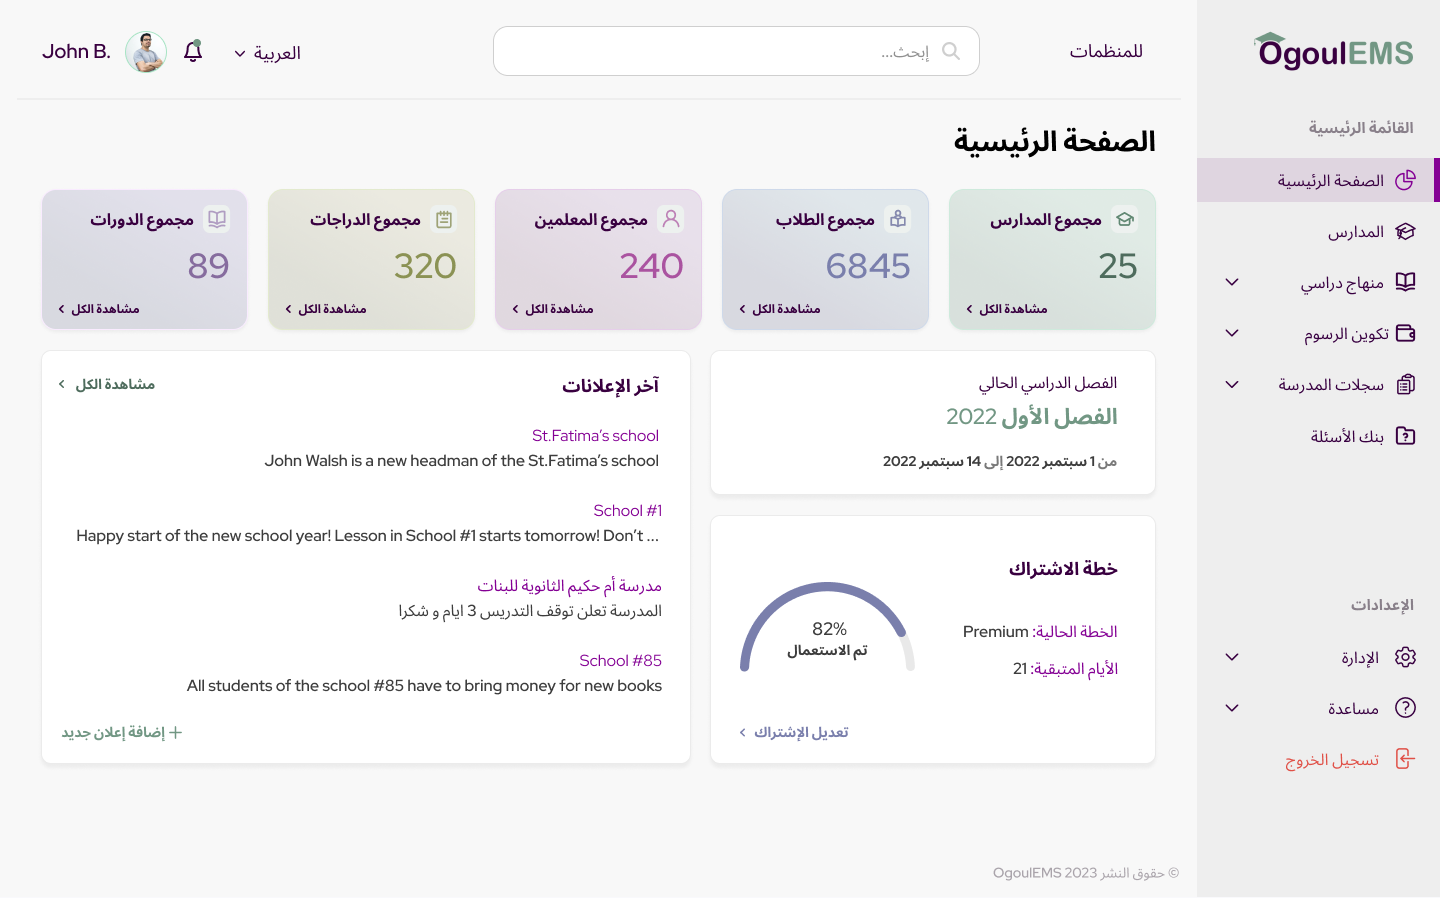 OgoulEMS
القائمة الرئيسية
الصفحة الرئيسية
المدارس
منهاج دراسي
تكوين الرسوم
سجلات المدرسة
بنك الأسئلة
الإعدادات
الإدارة
مساعدة
تسجيل الخروج
للمنظمات
إبحث...
العربية
John B.
الصفحة الرئيسية
مجموع المدارس
25
مشاهدة الكل
مجموع الطلاب
6845
مشاهدة الكل
مجموع المعلمين
240
مشاهدة الكل
مجموع الدراجات
320
مشاهدة الكل
مجموع الدورات
89
مشاهدة الكل
الفصل الدراسي الحالي
الفصل الأول 2022
من 1 سبتمبر 2022 إلى 14 سبتمبر 2022
خطة الاشتراك
الخطة الحالية: Premium
الأيام المتبقية: 21
82%
تم الاستعمال
تعديل الإشتراك
آخر الإعلانات
مشاهدة الكل
St.Fatima’s school
John Walsh is a new headman of the St.Fatima’s school
School #1
Happy start of the new school year! Lesson in School #1 starts tomorrow! Don’t ...
مدرسة أم حكيم الثانوية للبنات
المدرسة تعلن توقف التدريس 3 ايام و شكرا
School #85
All students of the school #85 have to bring money for new books
إضافة إعلان جديد
© حقوق النشر 2023 OgoulEMS